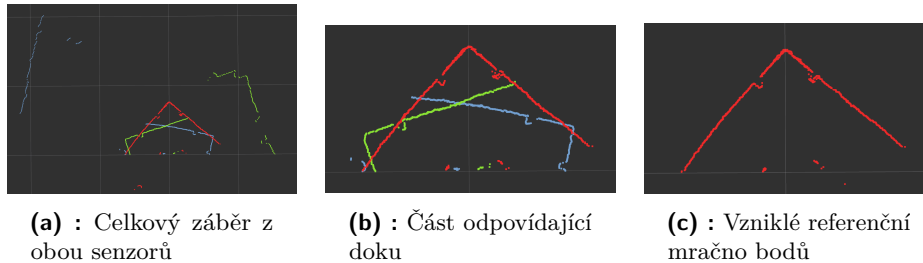 (a) : Celkový záběr z
obou senzorů
(b) : Část odpovídající
doku
(c) : Vzniklé referenční
mračno bodů